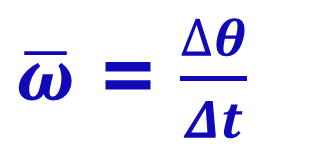 ω̅ = Δθ / Δt